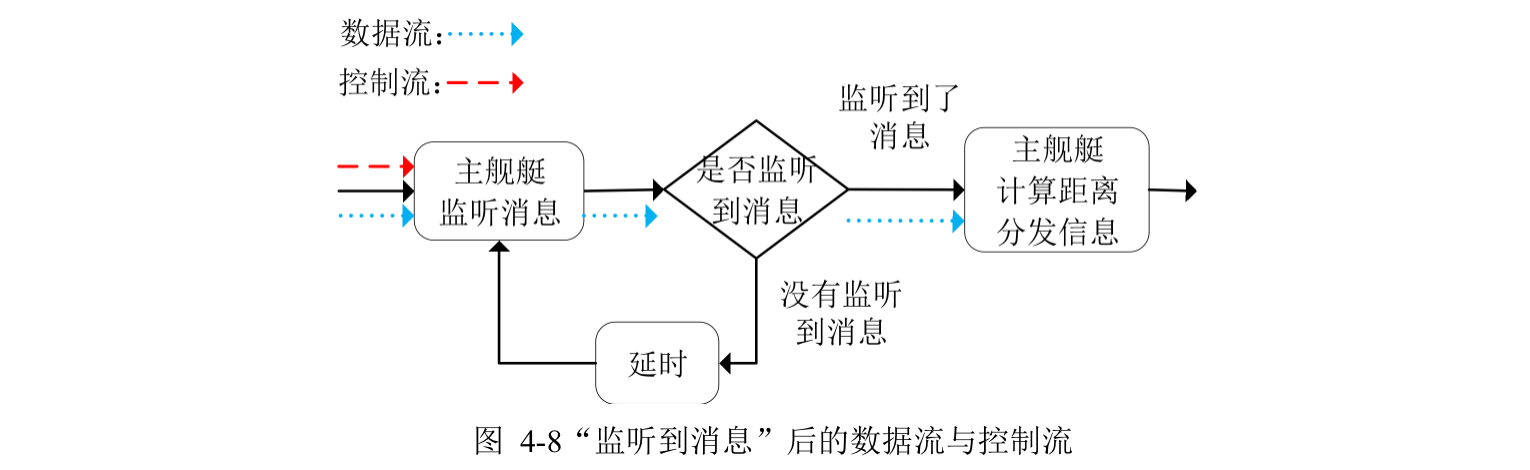 数据流：
控制流：
监听到了
消息
主舰艇
监听消息
是否监听
到消息
主舰艇
计算距离
分发信息
没有监听
到消息
延时
图 4-8“监听到消息”后的数据流与控制流